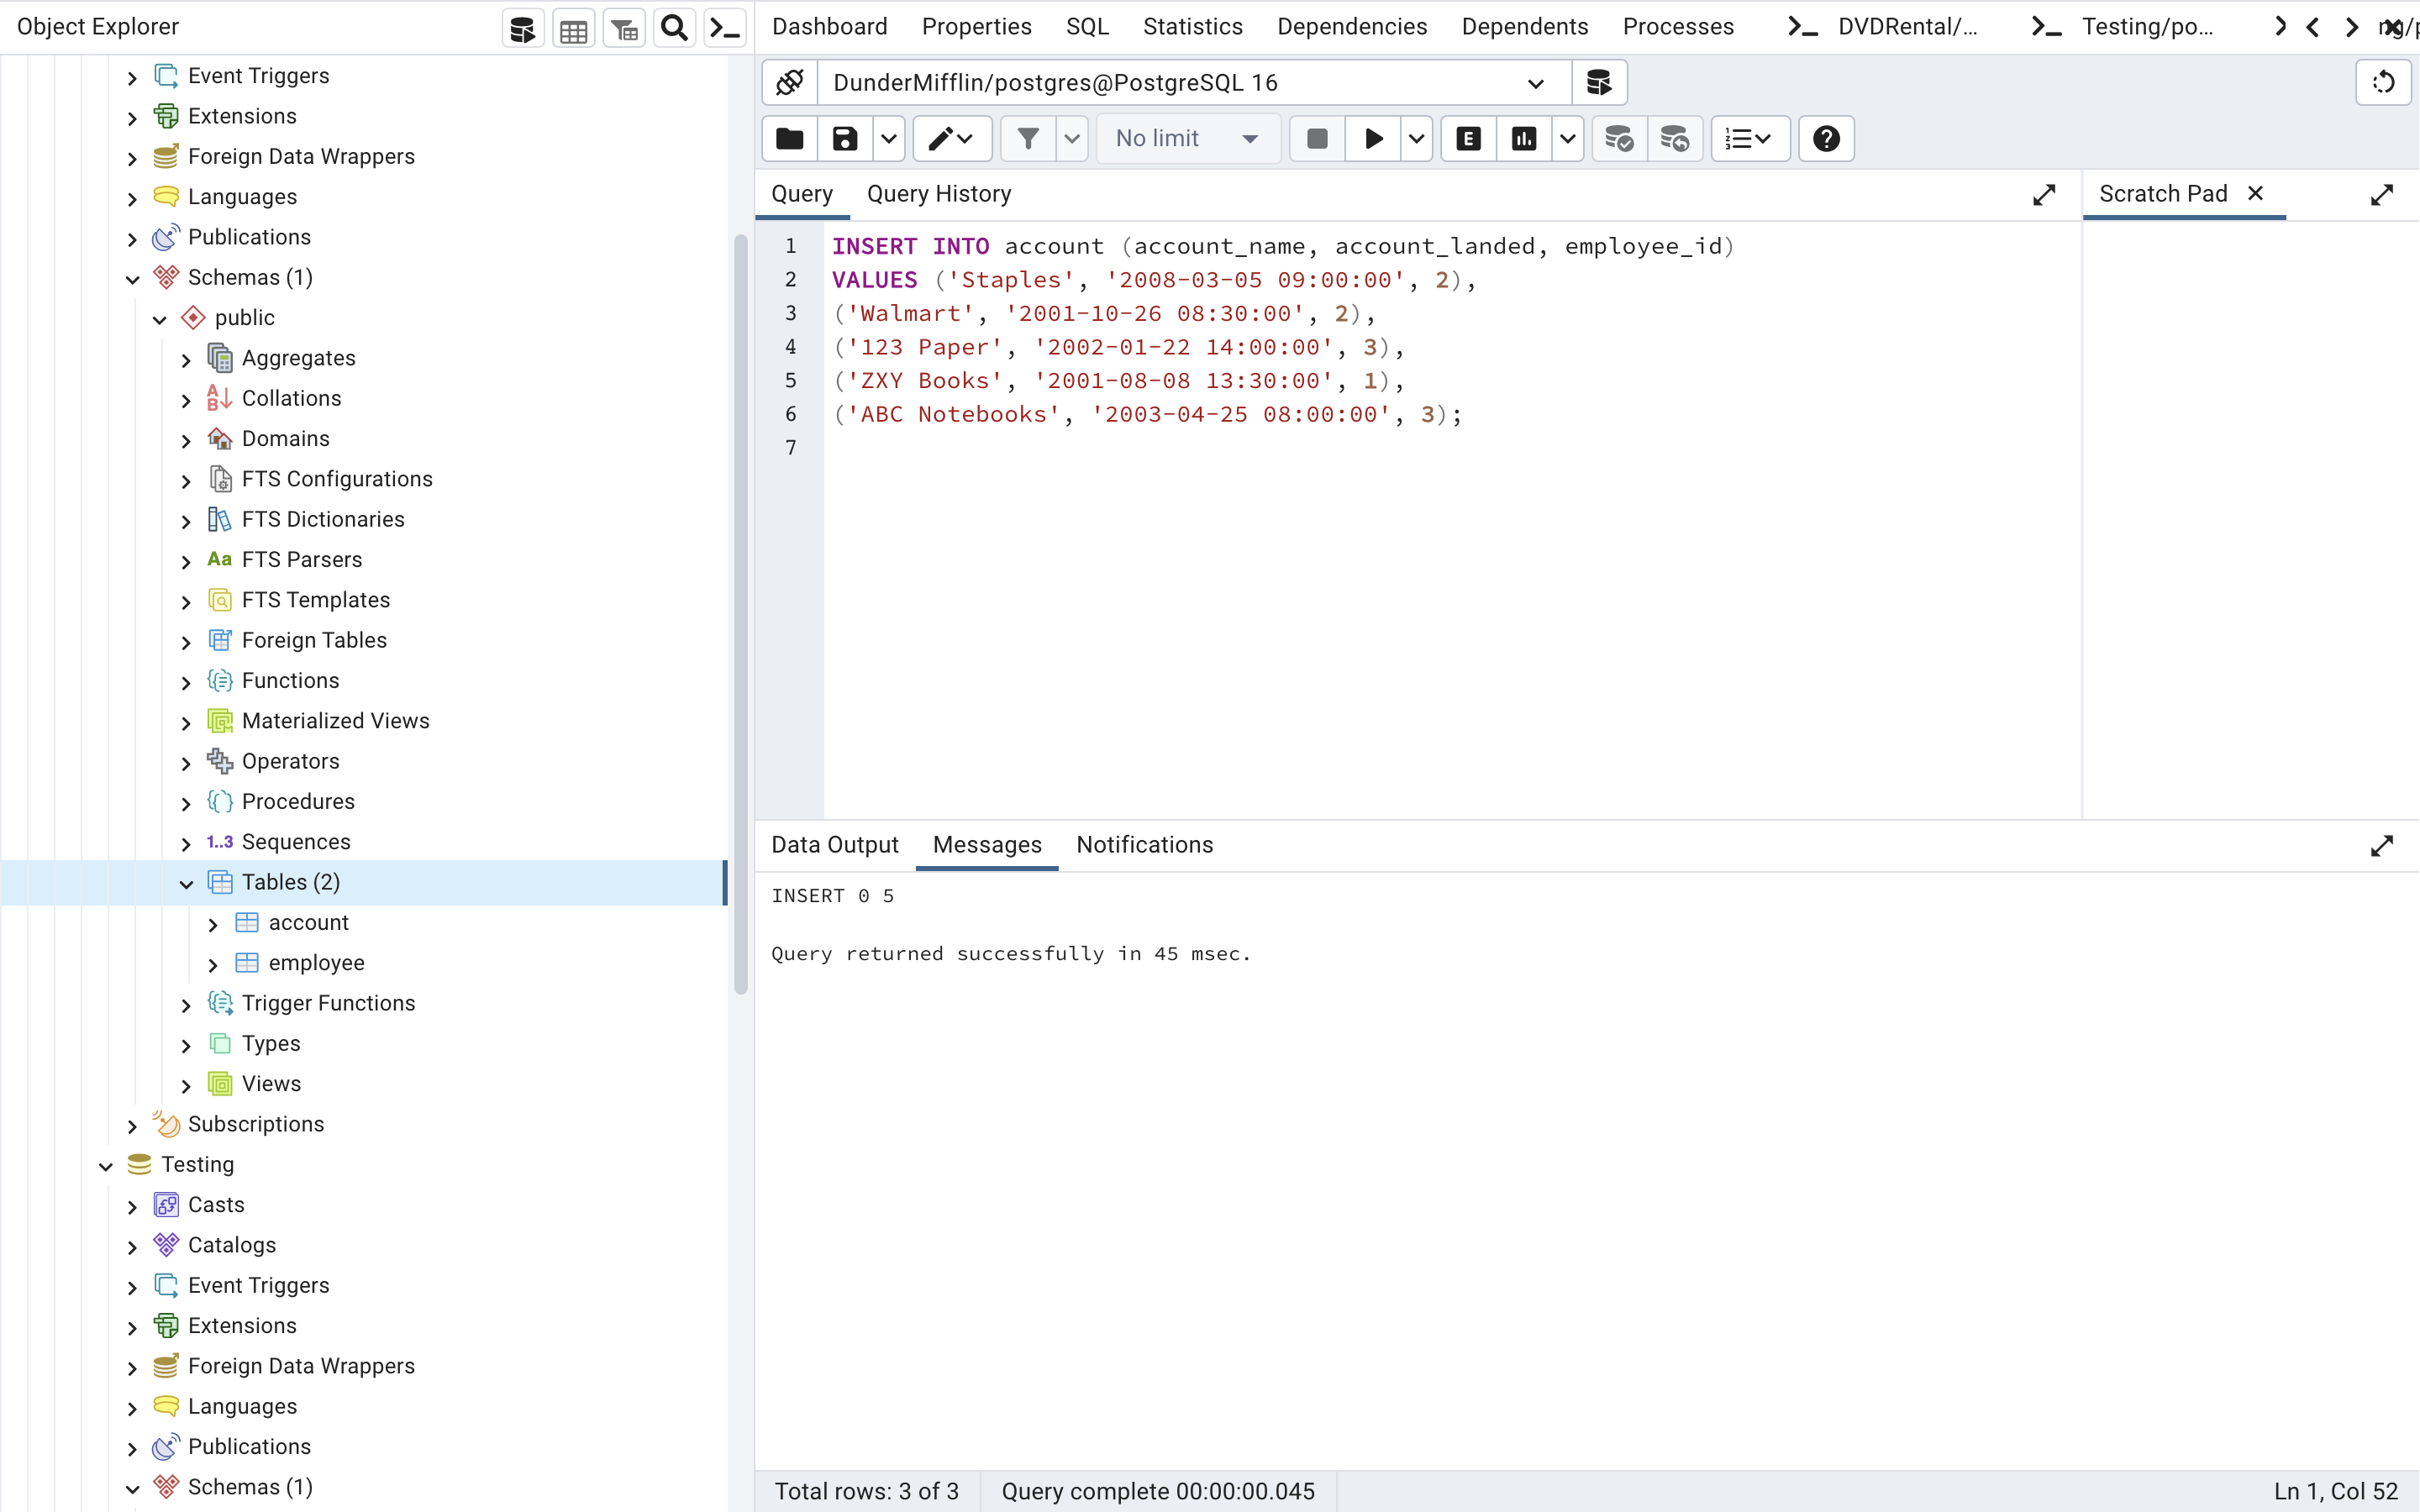 Object Explorer
Event Triggers
Extensions
Foreign Data Wrappers
Languages
Publications
Schemas (1)
public
Aggregates
Collations
Domains
FTS Configurations
FTS Dictionaries
Aa FTS Parsers
FTS Templates
Foreign Tables
Functions
Materialized Views
Operators
Procedures
1..3 Sequences
Tables (2)
account
employee
Trigger Functions
Types
Views
Subscriptions
Testing
Casts
Catalogs
Event Triggers
Extensions
Foreign Data Wrappers
Languages
Publications
Schemas (1)
Dashboard Properties SQL Statistics Dependencies Dependents Processes DVDRental/... Testing/po...
DunderMifflin/postgres@PostgreSQL 16
No limit
E
Query Query History
Scratch Pad
1 INSERT INTO account (account_name, account_landed, employee_id)
2 VALUES ('Staples', '2008-03-05 09:00:00', 2),
3 ('Walmart', '2001-10-26 08:30:00', 2),
4 ('123 Paper', '2002-01-22 14:00:00', 3),
5 ('ZXY Books', '2001-08-08 13:30:00', 1),
6 ('ABC Notebooks', '2003-04-25 08:00:00', 3);
7
Data Output Messages Notifications
INSERT 0 5
Query returned successfully in 45 msec.
Total rows: 3 of 3 Query complete 00:00:00.045 Ln 1, Col 52